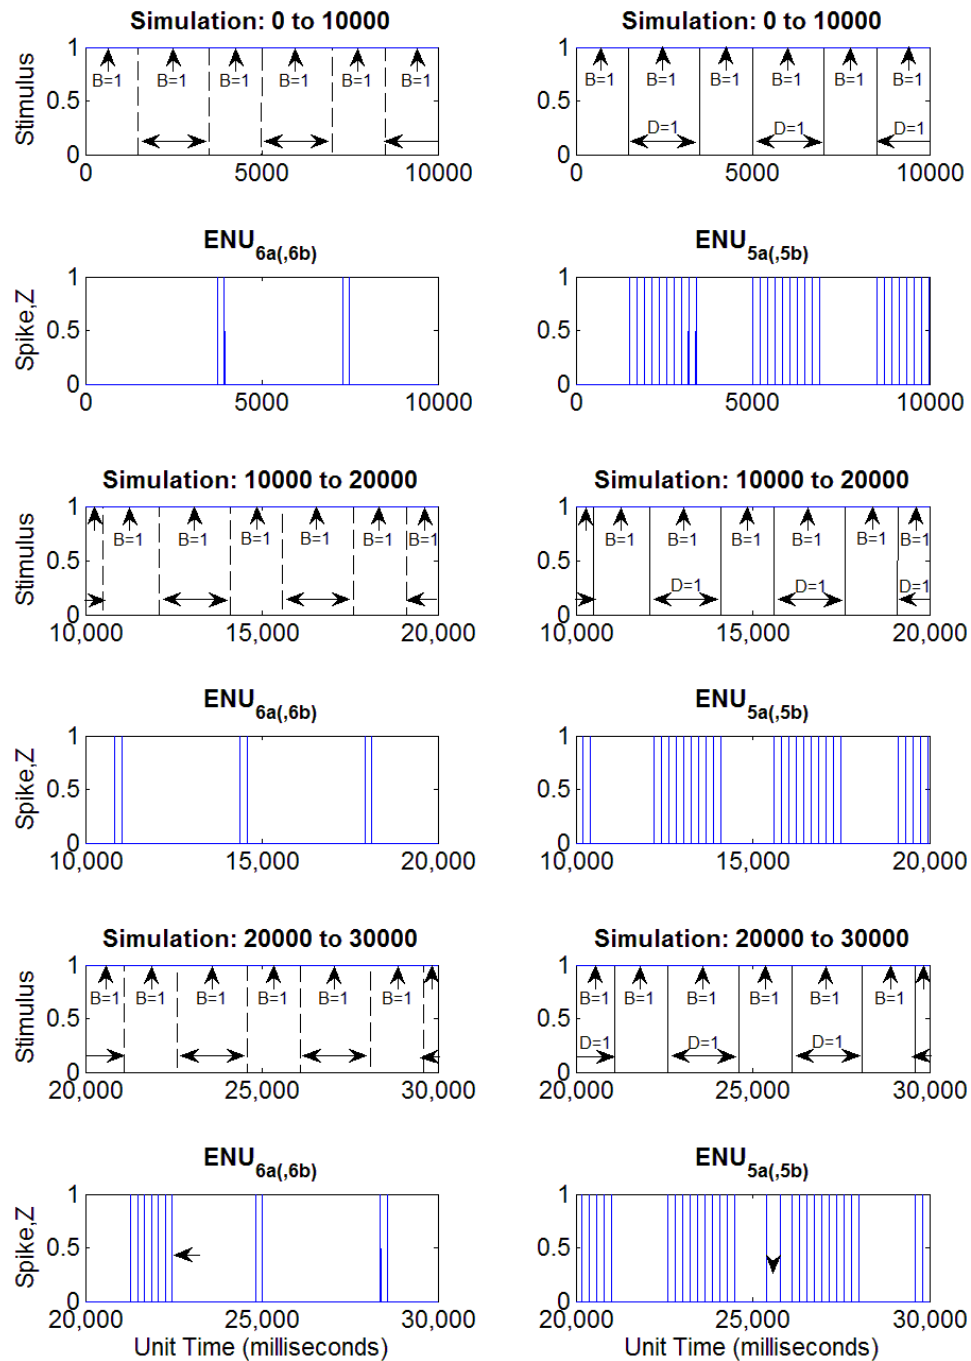 Simulation: 0 to 10000
Simulation: 0 to 10000
Stimulus
1
0.5
0
B=1 B=1 B=1 B=1 B=1 B=1
0 5000 10000
1
0.5
0
B=1 B=1 B=1 B=1 B=1 B=1
D=1 D=1 D=1
0 5000 10000
ENU6a(,6b)
ENU5a(,5b)
Spike,Z
1
0.5
0
0 5000 10000
1
0.5
0
0 5000 10000
Simulation: 10000 to 20000
Simulation: 10000 to 20000
Stimulus
1
0.5
0
B=1 B=1 B=1 B=1 B=1 B=1
10,000 15,000 20,000
1
0.5
0
B=1 B=1 B=1 B=1 B=1 B=1
D=1 D=1 D=1
10,000 15,000 20,000
ENU6a(,6b)
ENU5a(,5b)
Spike,Z
1
0.5
0
10,000 15,000 20,000
1
0.5
0
10,000 15,000 20,000
Simulation: 20000 to 30000
Simulation: 20000 to 30000
Stimulus
1
0.5
0
B=1 B=1 B=1 B=1 B=1 B=1
20,000 25,000 30,000
1
0.5
0
B=1 B=1 B=1 B=1 B=1 B=1
D=1 D=1 D=1
20,000 25,000 30,000
ENU6a(,6b)
ENU5a(,5b)
Spike,Z
1
0.5
0
20,000 25,000 30,000
Unit Time (milliseconds)
1
0.5
0
20,000 25,000 30,000
Unit Time (milliseconds)